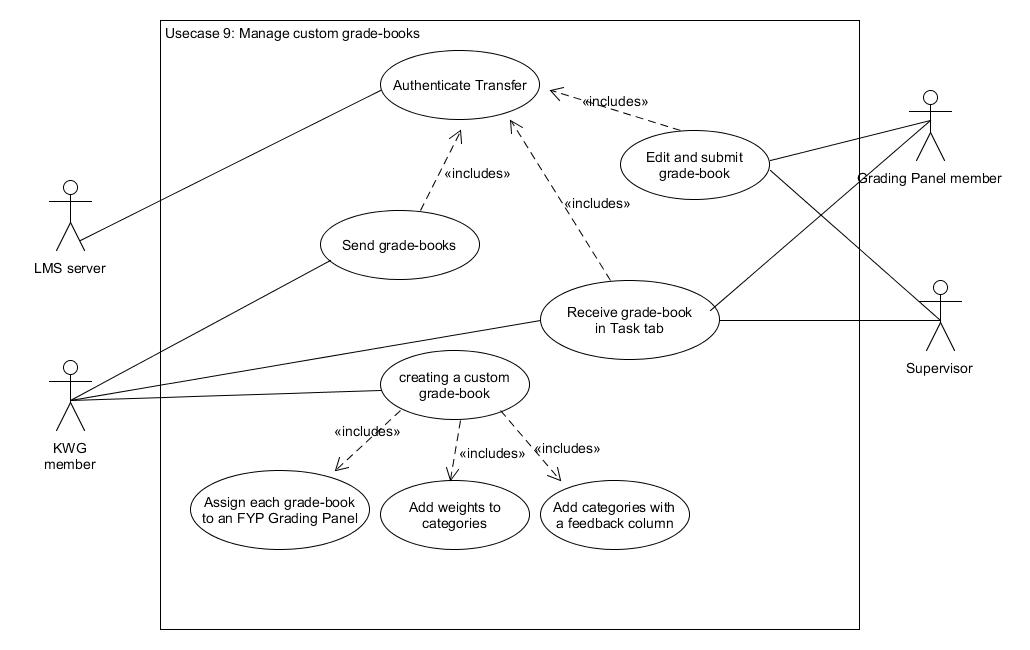 Usecase 9: Manage custom grade-books
Authenticate Transfer
«includes»
Edit and submit
grade-book
«includes»
Grading Panel member
«includes»
Send grade-books
LMS server
Receive grade-book
in Task tab
Supervisor
creating a custom
grade-book
KWG
member
«includes»
«includes»
«includes»
Assign each grade-book
to an FYP Grading Panel
Add weights to
categories
Add categories with
a feedback column